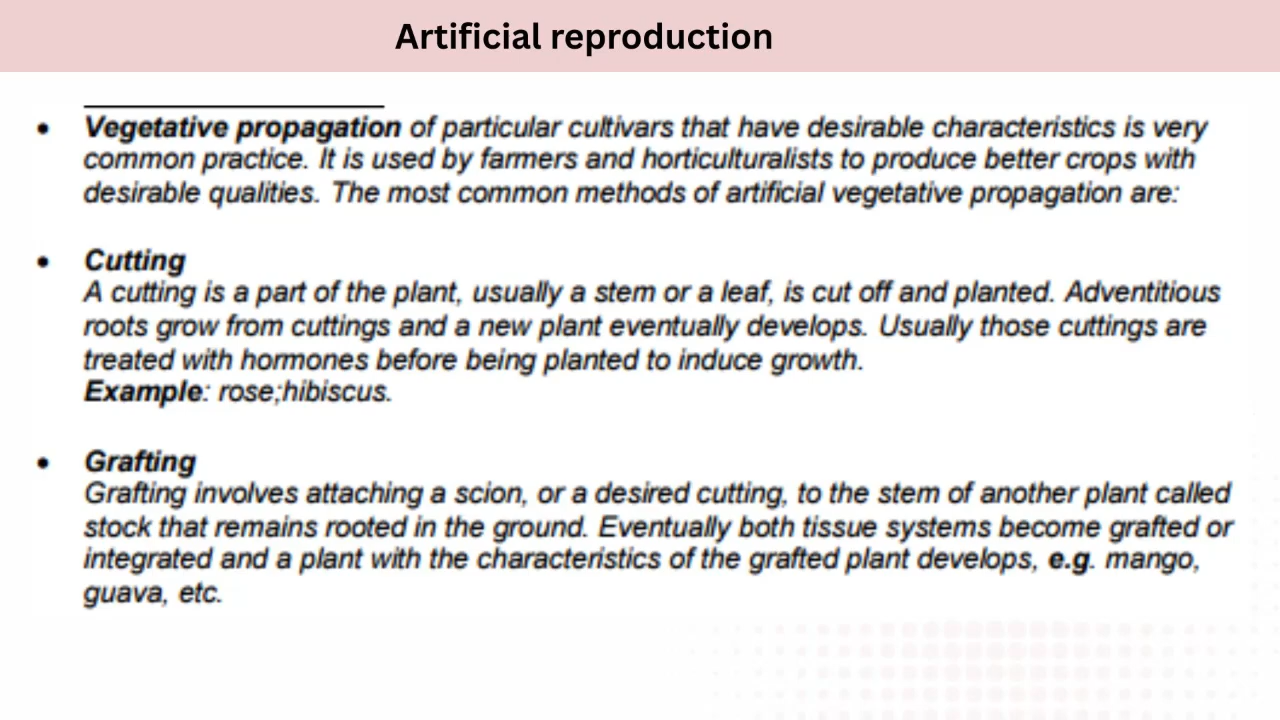 Artificial reproduction
• Vegetative propagation of particular cultivars that have desirable characteristics is very
common practice. It is used by farmers and horticulturalists to produce better crops with
desirable qualities. The most common methods of artificial vegetative propagation are:
• Cutting
A cutting is a part of the plant, usually a stem or a leaf, is cut off and planted. Adventitious
roots grow from cuttings and a new plant eventually develops. Usually those cuttings are
treated with hormones before being planted to induce growth.
Example: rose;hibiscus.
• Grafting
Grafting involves attaching a scion, or a desired cutting, to the stem of another plant called
stock that remains rooted in the ground. Eventually both tissue systems become grafted or
integrated and a plant with the characteristics of the grafted plant develops, e.g. mango,
guava, etc.